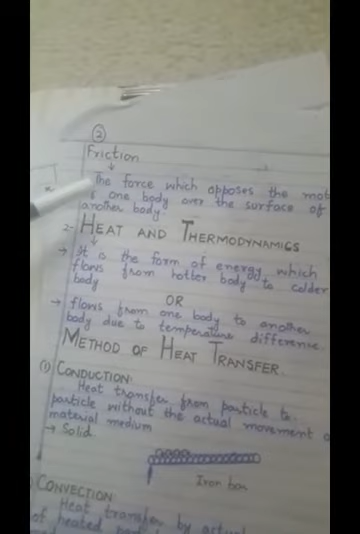 ②
Friction
↓
The force which opposes the mot
one body over the surface of
another body.
2- HEAT AND THERMODYNAMICS
→ It is the form of energy which
flows from hotter body to colder
body
OR
→ flows from one body to another
body due to temperature difference.
METHOD OF HEAT TRANSFER.
① CONDUCTION:
Heat transfer from particle to
particle without the actual movement o
material medium
→ Solid
Iron bar
CONVECTION
Heat transfer by actual
of heated